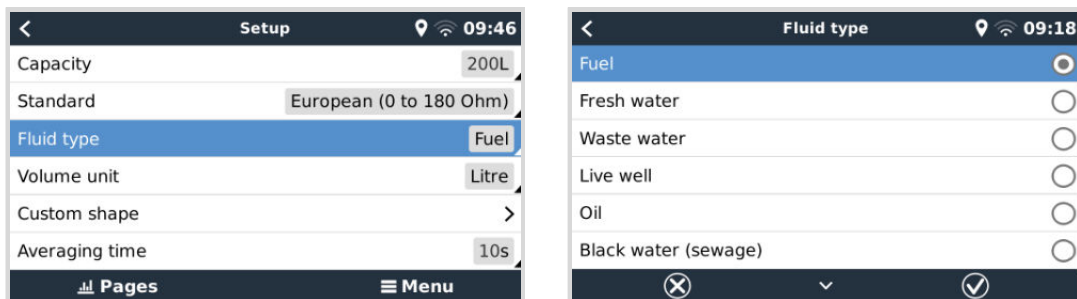 Setup 09:46
Capacity 200L
Standard European (0 to 180 Ohm)
Fluid type Fuel
Volume unit Litre
Custom shape
Averaging time 10s
Pages Menu
Fluid type 09:18
Fuel
Fresh water
Waste water
Live well
Oil
Black water (sewage)